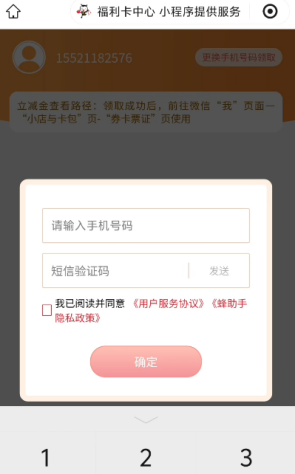 福利卡中心 小程序提供服务
15521182576
更换手机号码领取
立减金查看路径：领取成功后，前往微信“我”页面－
“小店与卡包”页-“券卡票证”页使用
请输入手机号码
短信验证码 发送
我已阅读并同意 《用户服务协议》《蜂助手
隐私政策》
确定
1 2 3